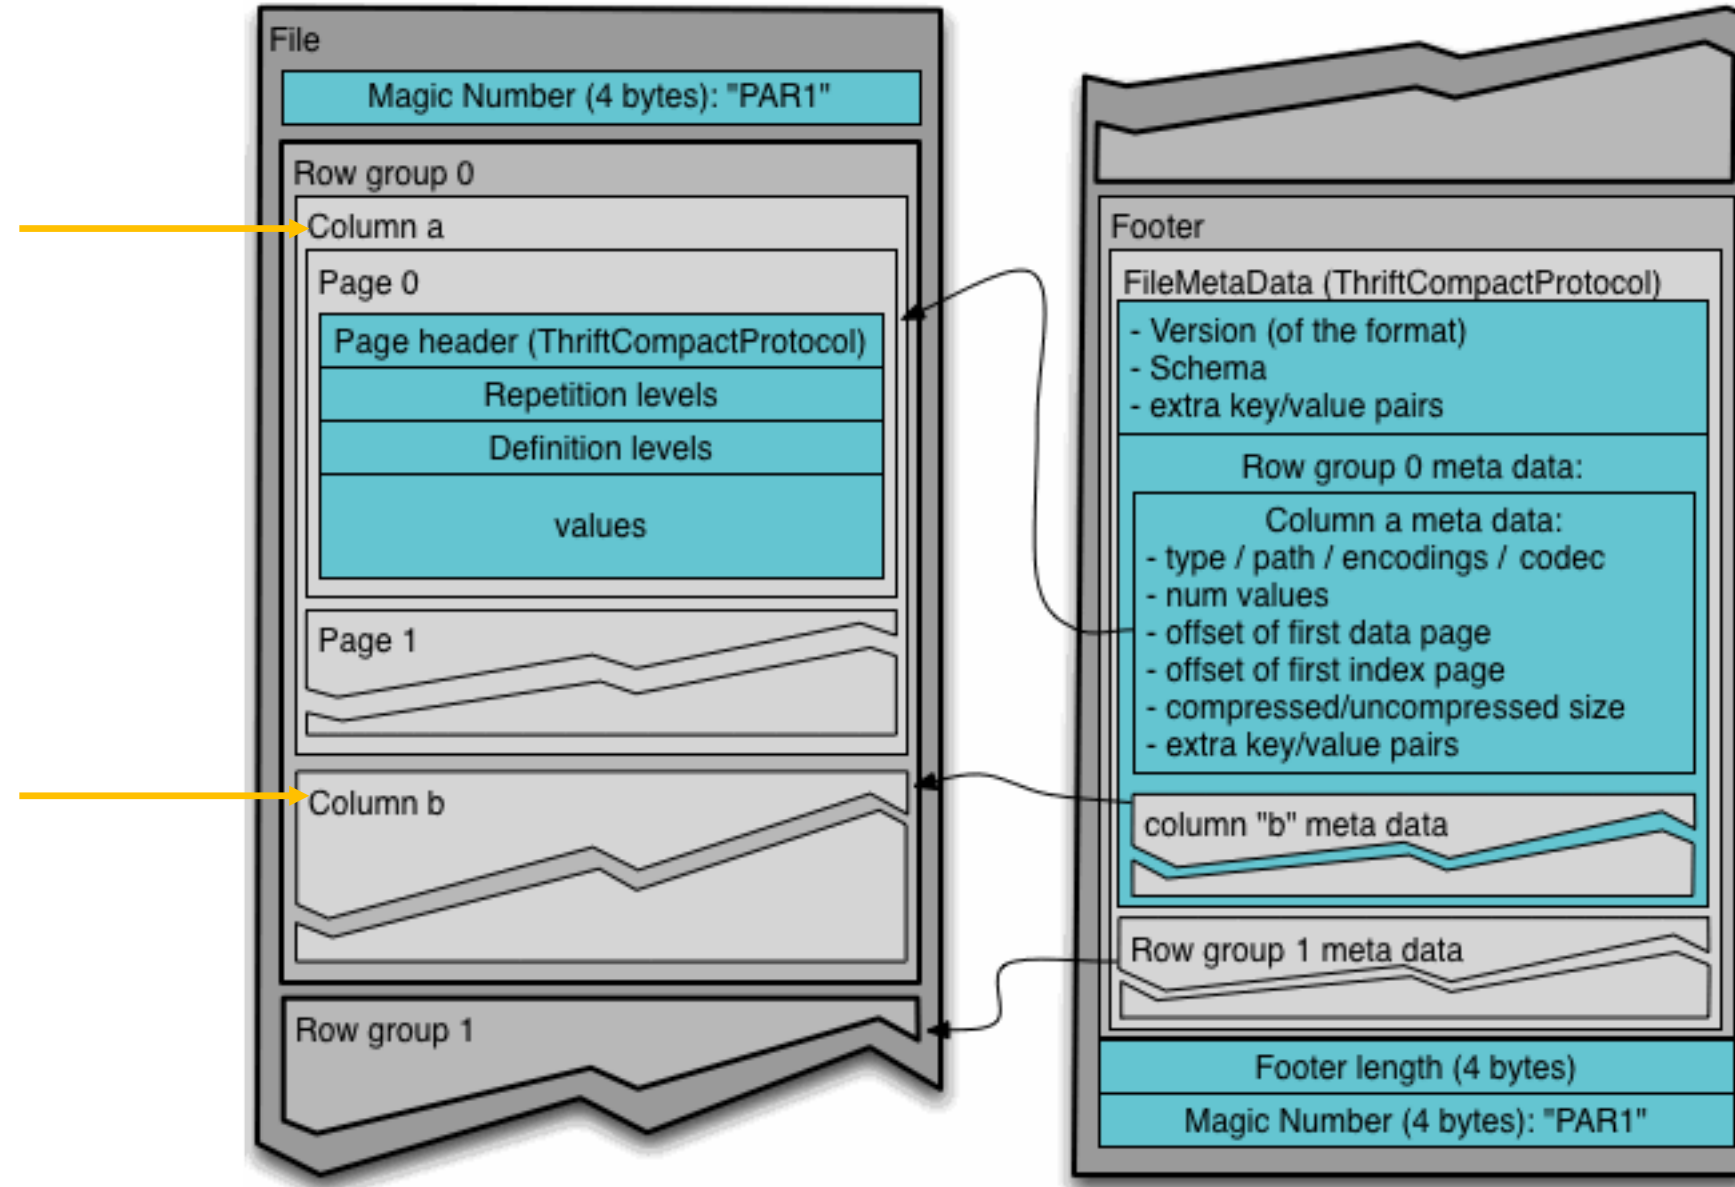 File
Magic Number (4 bytes): "PAR1"
Row group 0
Column a
Page 0
Page header (ThriftCompactProtocol)
Repetition levels
Definition levels
values
Page 1
Column b
Row group 1
Footer
FileMetaData (ThriftCompactProtocol)
- Version (of the format)
- Schema
- extra key/value pairs
Row group 0 meta data:
Column a meta data:
- type / path / encodings / codec
- num values
- offset of first data page
- offset of first index page
- compressed/uncompressed size
- extra key/value pairs
column "b" meta data
Row group 1 meta data
Footer length (4 bytes)
Magic Number (4 bytes): "PAR1"